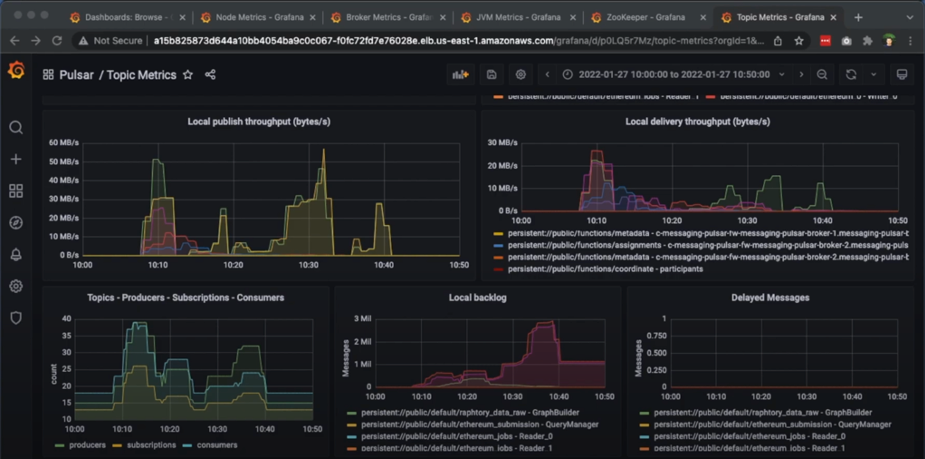 Dashboards: Browse - G
Node Metrics - Grafana
Broker Metrics - Grafana
JVM Metrics - Grafana
ZooKeeper - Grafana
Topic Metrics - Grafana
Not Secure
a15b825873d644a10bb4054ba9c0c067-f0fc72fd7e76028e.elb.us-east-1.amazonaws.com/grafana/d/p0LQ5r7Mz/topic-metrics?orgId=1&...
Pulsar / Topic Metrics
2022-01-27 10:00:00 to 2022-01-27 10:50:00
persistent://public/default/ethereum_jobs - Reader_1
persistent://public/default/ethereum_0 - Writer_0
Local publish throughput (bytes/s)
60 MB/s
50 MB/s
40 MB/s
30 MB/s
20 MB/s
10 MB/s
0 B/s
10:00 10:10 10:20 10:30 10:40 10:50
Local delivery throughput (bytes/s)
30 MB/s
20 MB/s
10 MB/s
0 B/s
10:00 10:10 10:20 10:30 10:40 10:50
persistent://public/functions/metadata - c-messaging-pulsar-fw-messaging-pulsar-broker-1.messaging-pulsar-b
persistent://public/functions/assignments - c-messaging-pulsar-fw-messaging-pulsar-broker-2.messaging-puls
persistent://public/functions/metadata - c-messaging-pulsar-fw-messaging-pulsar-broker-2.messaging-pulsar-b
persistent://public/functions/coordinate - participants
Topics - Producers - Subscriptions - Consumers
count
40
35
30
25
20
15
10
10:00 10:10 10:20 10:30 10:40 10:50
producers subscriptions consumers
Local backlog
Messages
3 Mil
2 Mil
1 Mil
0
10:00 10:10 10:20 10:30 10:40 10:50
persistent://public/default/raphtory_data_raw - GraphBuilder
persistent://public/default/ethereum_submission - QueryManager
persistent://public/default/ethereum_jobs - Reader_0
persistent://public/default/ethereum_jobs - Reader_1
Delayed Messages
Messages
1
0.750
0.500
0.250
0
10:00 10:10 10:20 10:30 10:40 10:50
persistent://public/default/raphtory_data_raw - GraphBuilder
persistent://public/default/ethereum_submission - QueryManager
persistent://public/default/ethereum_jobs - Reader_0
persistent://public/default/ethereum_jobs - Reader_1